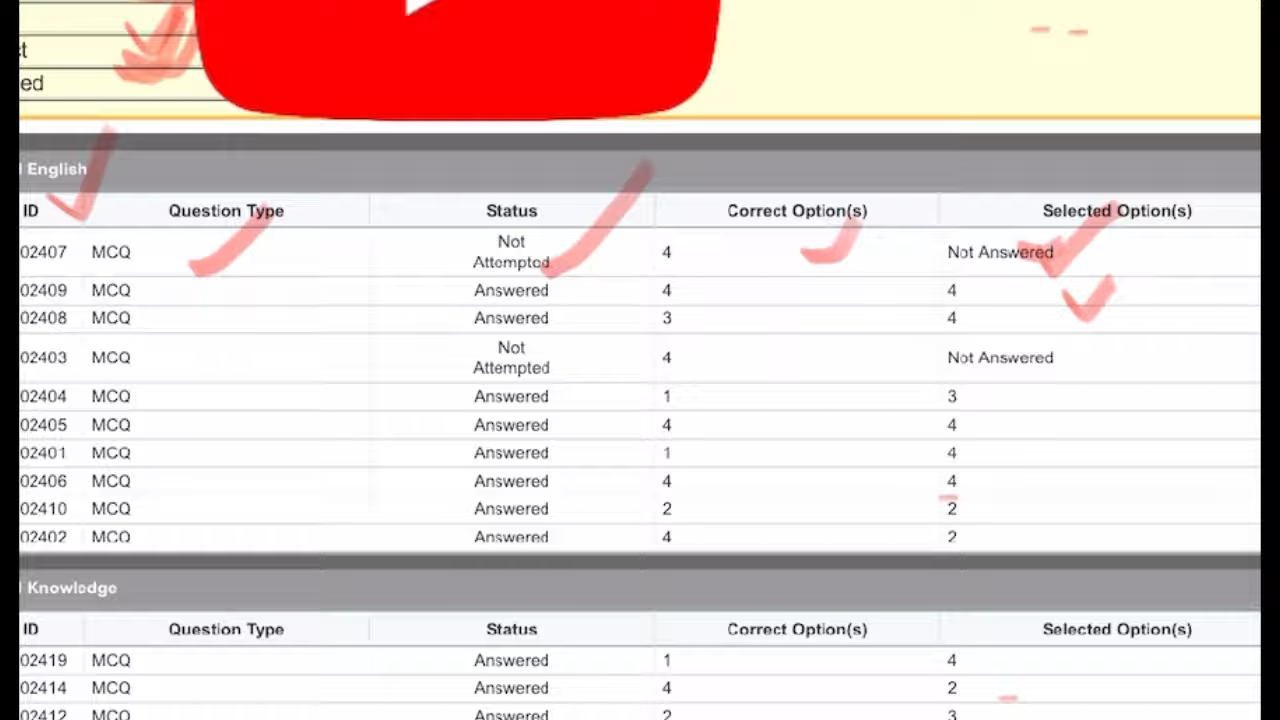 ct
ed
English
ID Question Type Status Correct Option(s) Selected Option(s)
02407 MCQ Not Attempted 4 Not Answered
02409 MCQ Answered 4 4
02408 MCQ Answered 3 4
02403 MCQ Not Attempted 4 Not Answered
02404 MCQ Answered 1 3
02405 MCQ Answered 4 4
02401 MCQ Answered 1 4
02406 MCQ Answered 4 4
02410 MCQ Answered 2 2
02402 MCQ Answered 4 2
Knowledge
ID Question Type Status Correct Option(s) Selected Option(s)
02419 MCQ Answered 1 4
02414 MCQ Answered 4 2
02412 MCQ Answered 2 3